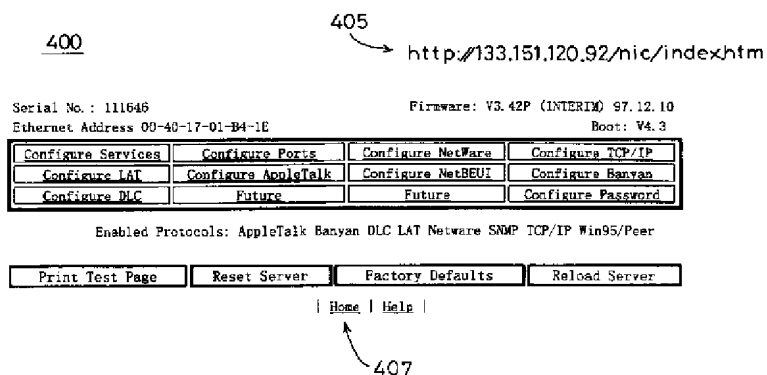 405
400
http://133.151.120.92/nic/index.htm
Serial No.: 111646 Firmware: V3.42P (INTERIM) 97.12.10
Ethernet Address 00-40-17-01-B4-1E Boot: V4.3
Configure Services Configure Ports Configure NetWare Configure TCP/IP
Configure LAT Configure AppleTalk Configure NetBEUI Configure Banyan
Configure DLC Future Future Configure Password
Enabled Protocols: AppleTalk Banyan DLC LAT Netware SNMP TCP/IP Win95/Peer
Print Test Page Reset Server Factory Defaults Reload Server
| Home | Help |
407